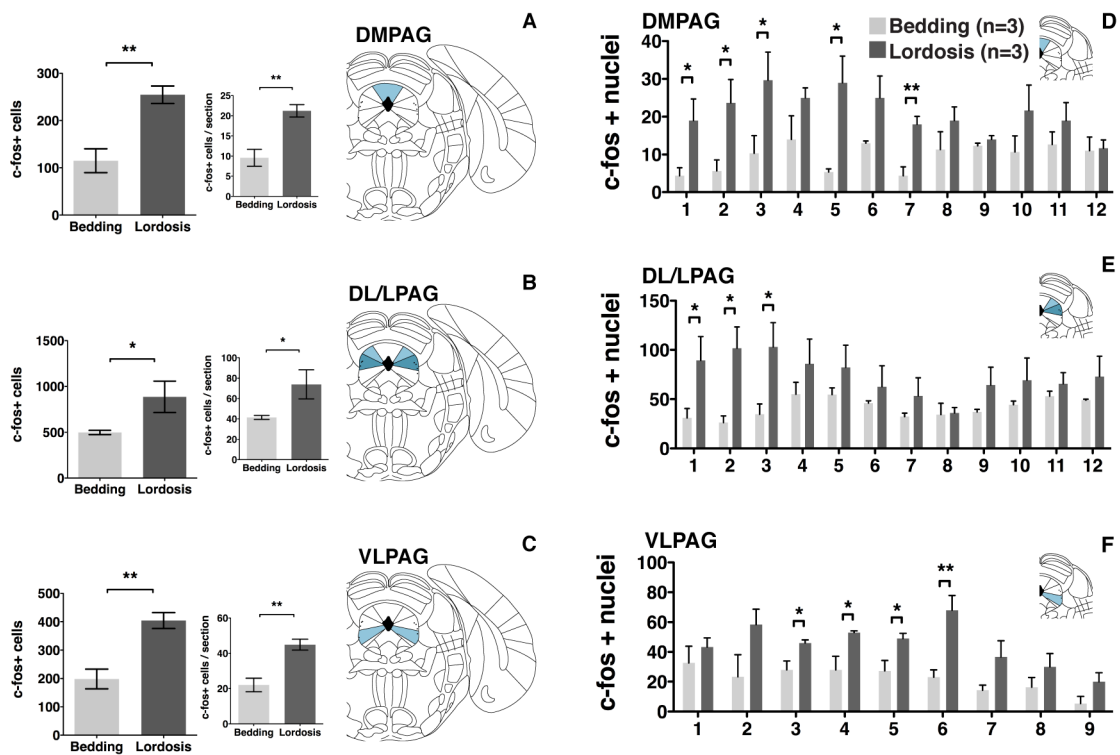 A
DMPAG
**
c-fos+ cells
300
200
100
0
Bedding Lordosis
**
c-fos+ cells / section
25
20
15
10
5
0
Bedding Lordosis
B
DL/LPAG
*
c-fos+ cells
1500
1000
500
0
Bedding Lordosis
*
c-fos+ cells / section
100
80
60
40
20
0
Bedding Lordosis
C
VLPAG
**
c-fos+ cells
500
400
300
200
100
0
Bedding Lordosis
**
c-fos+ cells / section
60
40
20
0
Bedding Lordosis
D
DMPAG
Bedding (n=3)
Lordosis (n=3)
c-fos + nuclei
40
30
20
10
0
* * * * **
1 2 3 4 5 6 7 8 9 10 11 12
E
DL/LPAG
c-fos + nuclei
150
100
50
0
* * *
1 2 3 4 5 6 7 8 9 10 11 12
F
VLPAG
c-fos + nuclei
100
80
60
40
20
0
* * * **
1 2 3 4 5 6 7 8 9